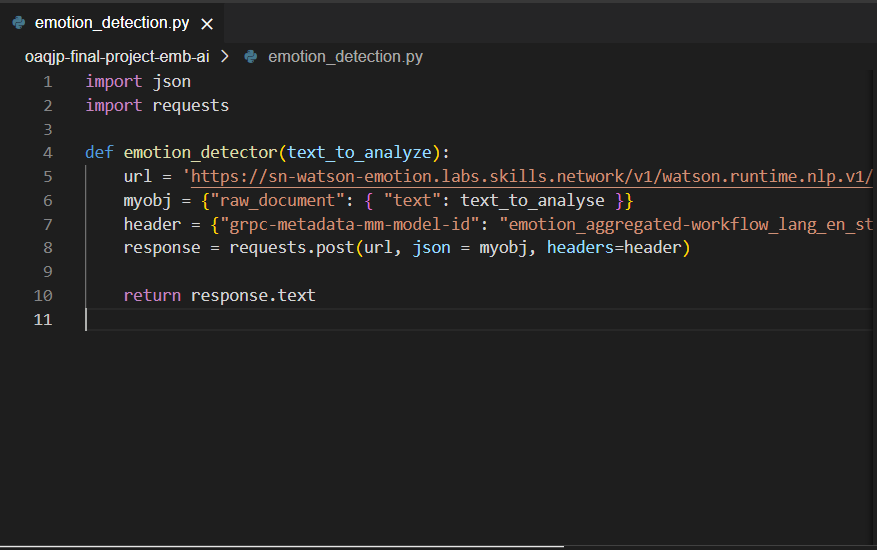 emotion_detection.py ×
oaqjp-final-project-emb-ai > emotion_detection.py
1 import json
2 import requests
3
4 def emotion_detector(text_to_analyze):
5     url = 'https://sn-watson-emotion.labs.skills.network/v1/watson.runtime.nlp.v1/
6     myobj = {"raw_document": { "text": text_to_analyse }}
7     header = {"grpc-metadata-mm-model-id": "emotion_aggregated-workflow_lang_en_st
8     response = requests.post(url, json = myobj, headers=header)
9
10     return response.text
11